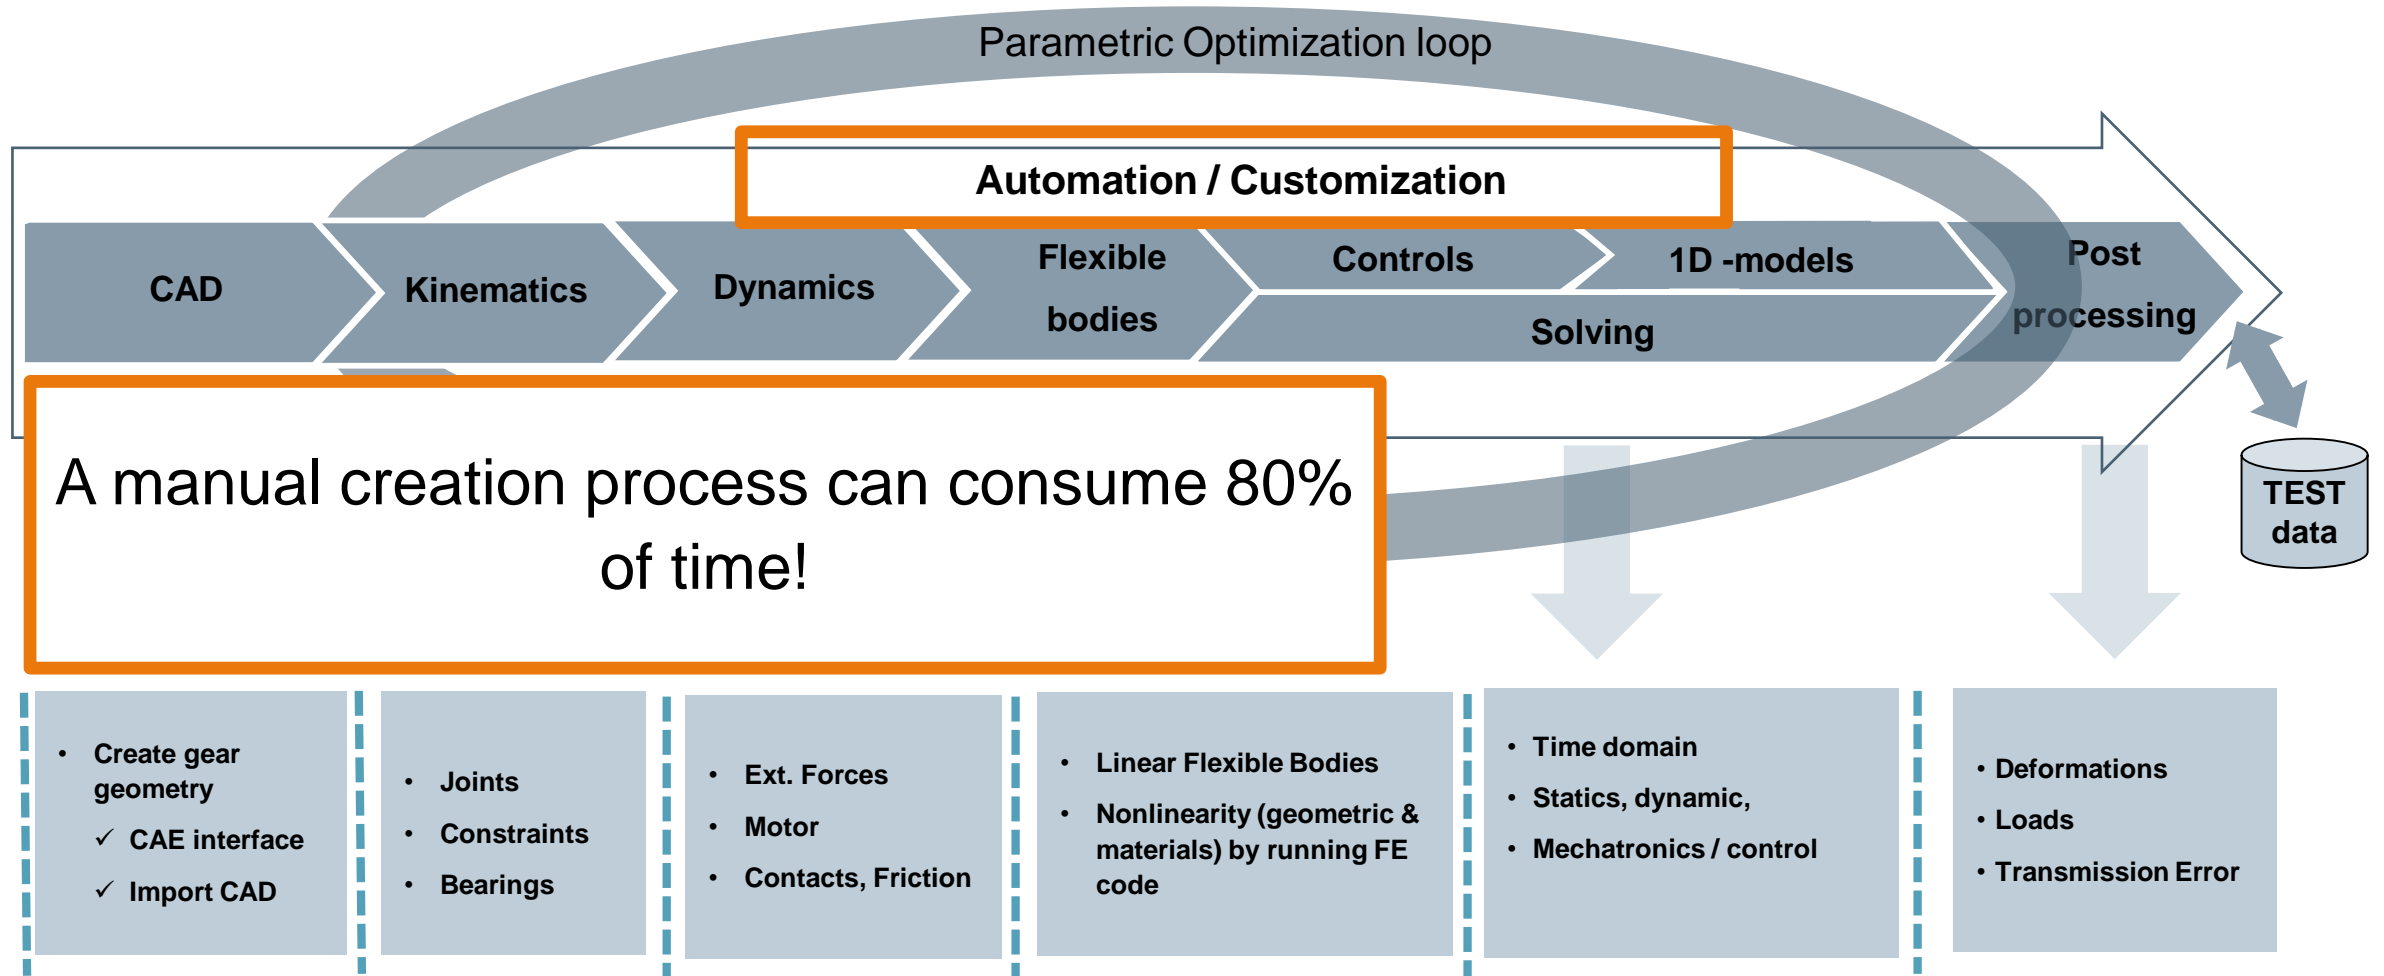 Parametric Optimization loop
Automation / Customization
CAD
Kinematics
Dynamics
Flexible
bodies
Controls
1D -models
Solving
Post
processing
A manual creation process can consume 80%
of time!
TEST
data
• Create gear
geometry
✓ CAE interface
✓ Import CAD
• Joints
• Constraints
• Bearings
• Ext. Forces
• Motor
• Contacts, Friction
• Linear Flexible Bodies
• Nonlinearity (geometric &
materials) by running FE
code
• Time domain
• Statics, dynamic,
• Mechatronics / control
• Deformations
• Loads
• Transmission Error